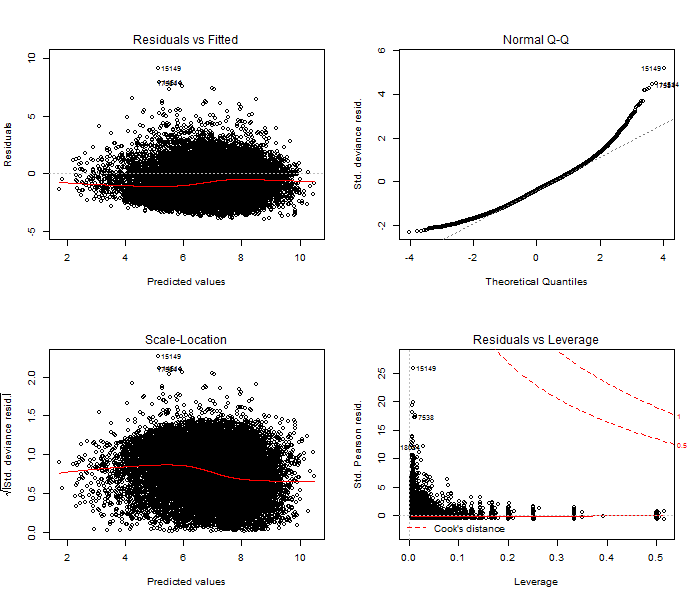 Residuals vs Fitted
Residuals
10
5
0
-5
15149
2 4 6 8 10
Predicted values
Normal Q-Q
Std. deviance resid.
6
4
2
0
-2
15149
-4 -2 0 2 4
Theoretical Quantiles
Scale-Location
√|Std. deviance resid.|
2.0
1.5
1.0
0.5
0.0
15149
2 4 6 8 10
Predicted values
Residuals vs Leverage
Std. Pearson resid.
25
20
15
10
5
0
15149
17538
1
0.5
Cook's distance
0.0 0.1 0.2 0.3 0.4 0.5
Leverage